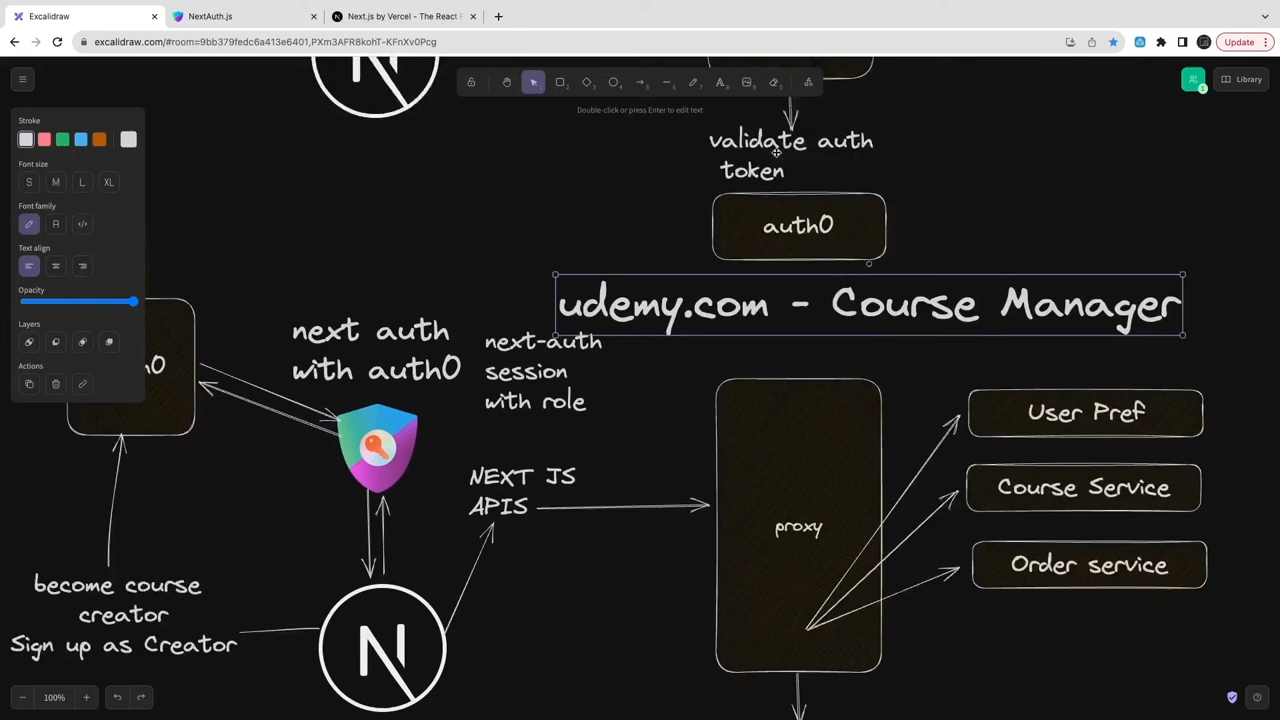 Excalidraw
NextAuth.js
Next.js by Vercel - The React F
excalidraw.com/#room=9bb379fedc6a413e6401,PXm3AFR8kohT-KFnXv0Pcg
Update
Library
Double-click or press Enter to edit text
Stroke
Font size
S M L XL
Font family
A </>
Text align
Opacity
Layers
Actions
validate auth
token
auth0
udemy.com - Course Manager
next auth
with auth0
next-auth
session
with role
h0
User Pref
NEXT JS
APIS
Course Service
proxy
Order service
become course
creator
Sign up as Creator
N
100%